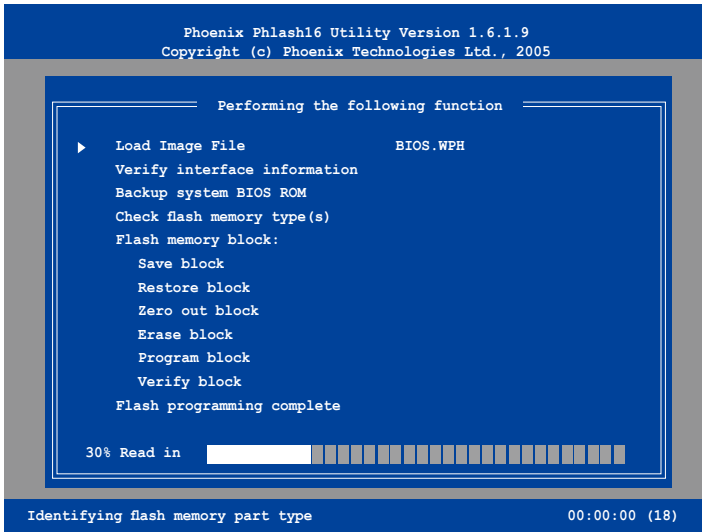 Phoenix Phlash16 Utility Version 1.6.1.9
Copyright (c) Phoenix Technologies Ltd., 2005
Performing the following function
Load Image File BIOS.WPH
Verify interface information
Backup system BIOS ROM
Check flash memory type(s)
Flash memory block:
Save block
Restore block
Zero out block
Erase block
Program block
Verify block
Flash programming complete
30% Read in
Identifying flash memory part type 00:00:00 (18)